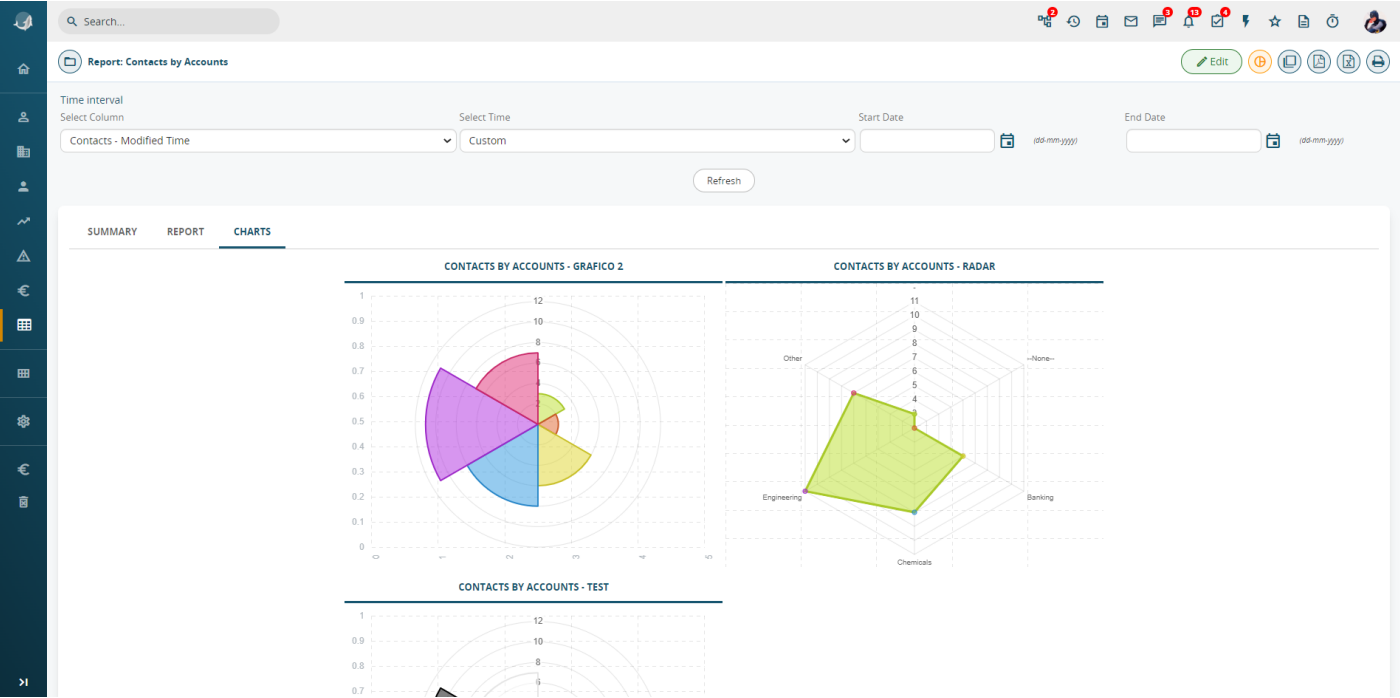 Search...
2
3
13
4
Report: Contacts by Accounts
Edit
Time interval
Select Column
Select Time
Start Date
End Date
Contacts - Modified Time
Custom
(dd-mm-yyyy)
(dd-mm-yyyy)
Refresh
SUMMARY
REPORT
CHARTS
CONTACTS BY ACCOUNTS - GRAFICO 2
1
0.9
0.8
0.7
0.6
0.5
0.4
0.3
0.2
0.1
0
12
10
8
6
4
2
0
1
2
3
4
5
CONTACTS BY ACCOUNTS - RADAR
11
10
9
8
7
6
5
4
3
Other
--None--
Engineering
Banking
Chemicals
CONTACTS BY ACCOUNTS - TEST
1
0.9
0.8
0.7
12
10
8
6